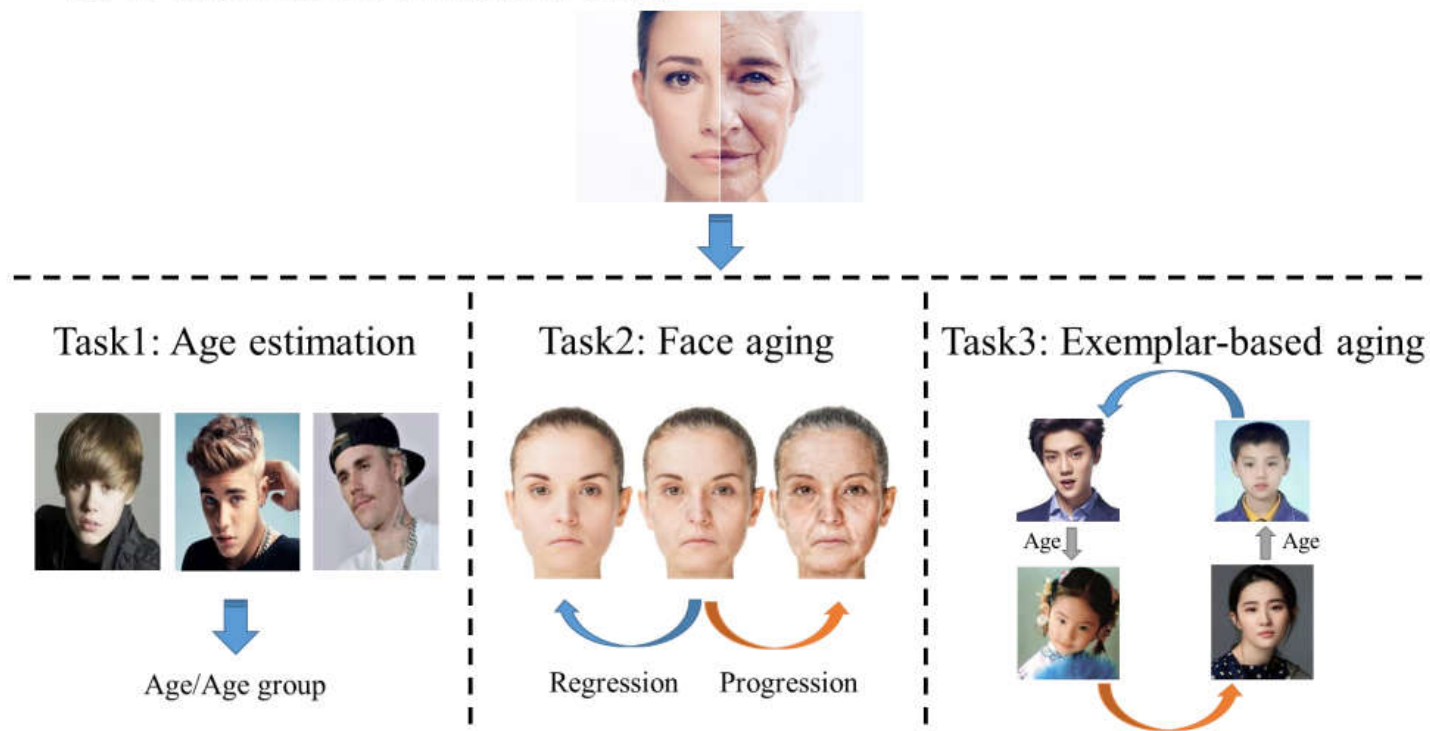 Task1: Age estimation
Task2: Face aging
Task3: Exemplar-based aging
Age
Age
Age/Age group
Regression
Progression